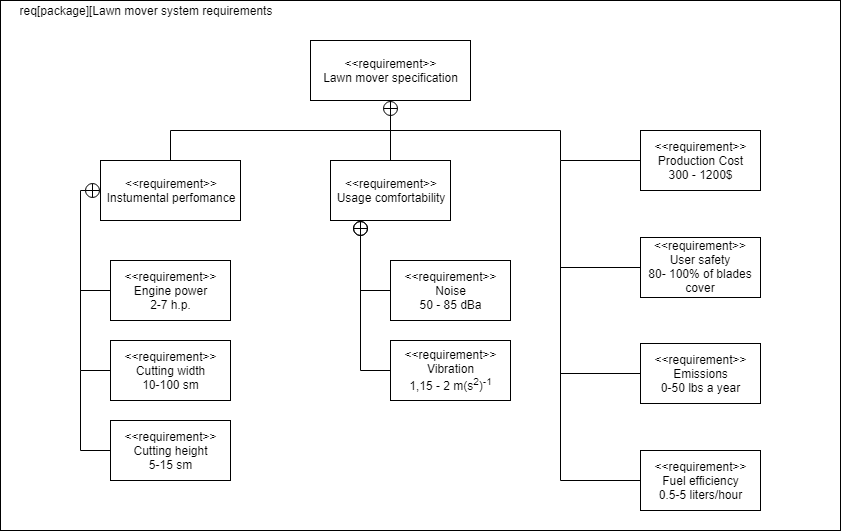 req[package][Lawn mover system requirements
<<requirement>>
Lawn mover specification
<<requirement>>
Instumental perfomance
<<requirement>>
Engine power
2-7 h.p.
<<requirement>>
Cutting width
10-100 sm
<<requirement>>
Cutting height
5-15 sm
<<requirement>>
Usage comfortability
<<requirement>>
Noise
50 - 85 dBa
<<requirement>>
Vibration
1,15 - 2 m(s²)⁻¹
<<requirement>>
Production Cost
300 - 1200$
<<requirement>>
User safety
80- 100% of blades
cover
<<requirement>>
Emissions
0-50 lbs a year
<<requirement>>
Fuel efficiency
0.5-5 liters/hour